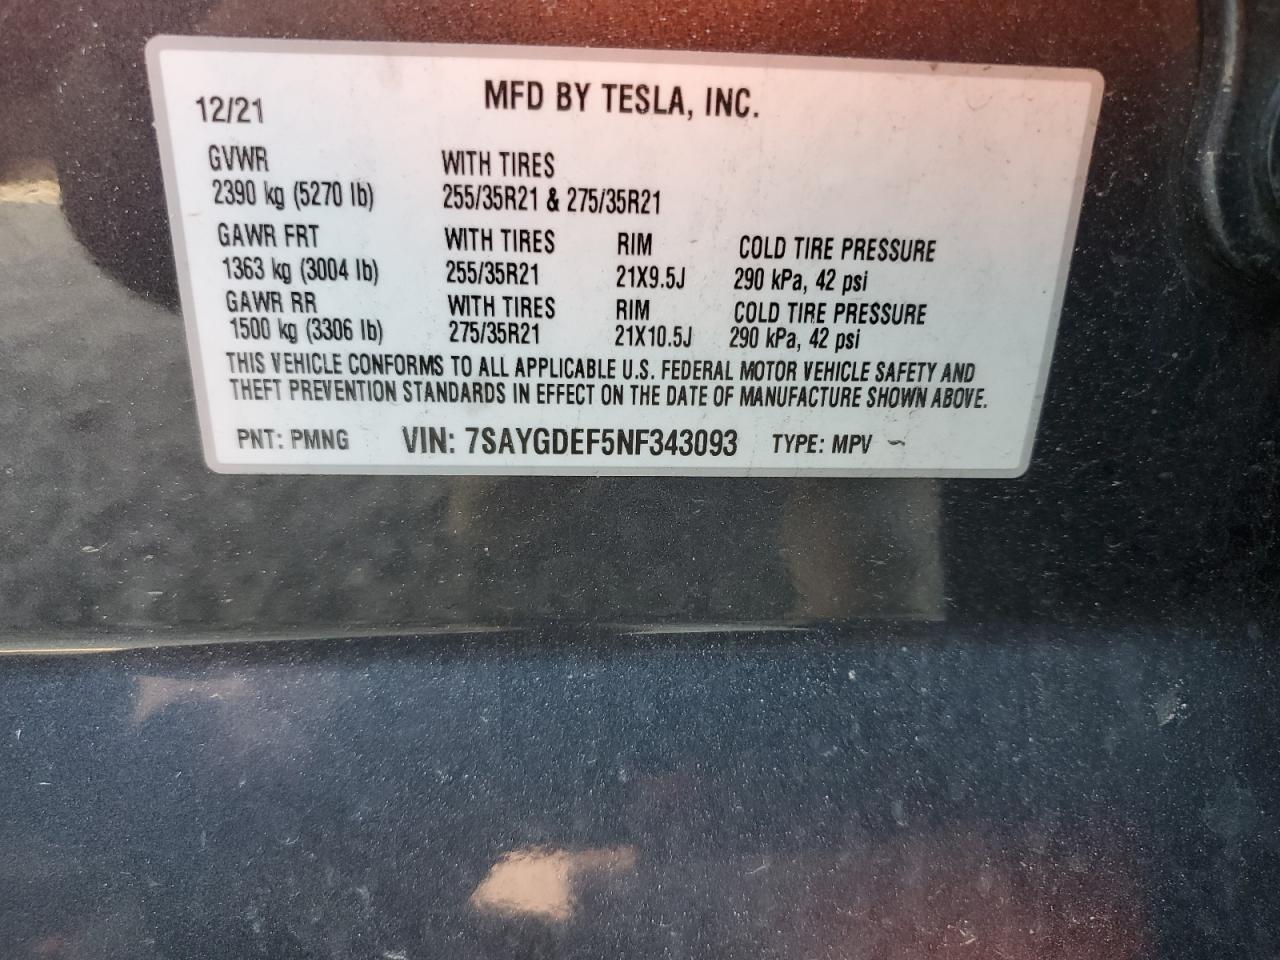 MFD BY TESLA, INC.
12/21
GVWR WITH TIRES
2390 kg (5270 lb) 255/35R21 & 275/35R21
GAWR FRT WITH TIRES RIM COLD TIRE PRESSURE
1363 kg (3004 lb) 255/35R21 21X9.5J 290 kPa, 42 psi
GAWR RR WITH TIRES RIM COLD TIRE PRESSURE
1500 kg (3306 lb) 275/35R21 21X10.5J 290 kPa, 42 psi
THIS VEHICLE CONFORMS TO ALL APPLICABLE U.S. FEDERAL MOTOR VEHICLE SAFETY AND
THEFT PREVENTION STANDARDS IN EFFECT ON THE DATE OF MANUFACTURE SHOWN ABOVE.
PNT: PMNG VIN: 7SAYGDEF5NF343093 TYPE: MPV